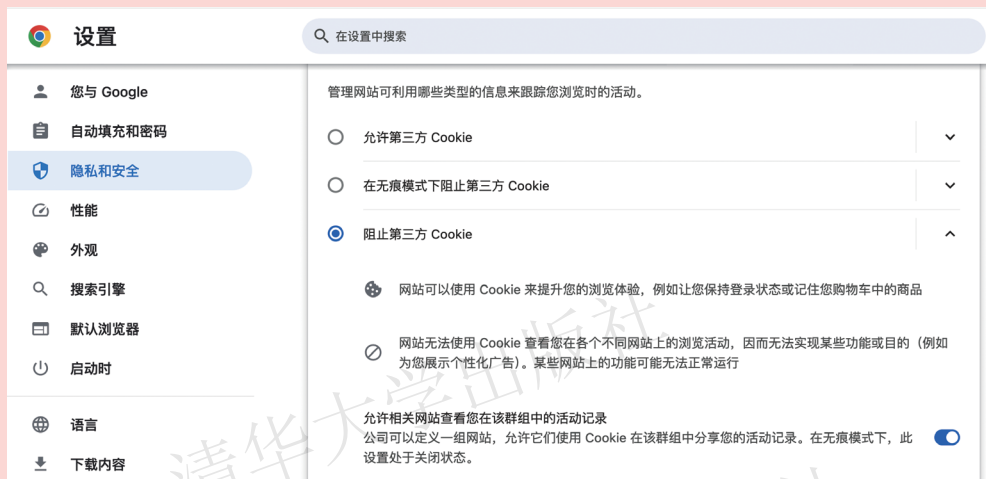 设置
在设置中搜索
您与 Google
自动填充和密码
隐私和安全
性能
外观
搜索引擎
默认浏览器
启动时
语言
下载内容
管理网站可利用哪些类型的信息来跟踪您浏览时的活动。
允许第三方 Cookie
在无痕模式下阻止第三方 Cookie
阻止第三方 Cookie
网站可以使用 Cookie 来提升您的浏览体验，例如让您保持登录状态或记住您购物车中的商品
网站无法使用 Cookie 查看您在各个不同网站上的浏览活动，因而无法实现某些功能或目的（例如
为您展示个性化广告）。某些网站上的功能可能无法正常运行
允许相关网站查看您在该群组中的活动记录
公司可以定义一组网站，允许它们使用 Cookie 在该群组中分享您的活动记录。在无痕模式下，此
设置处于关闭状态。
清华大学出版社